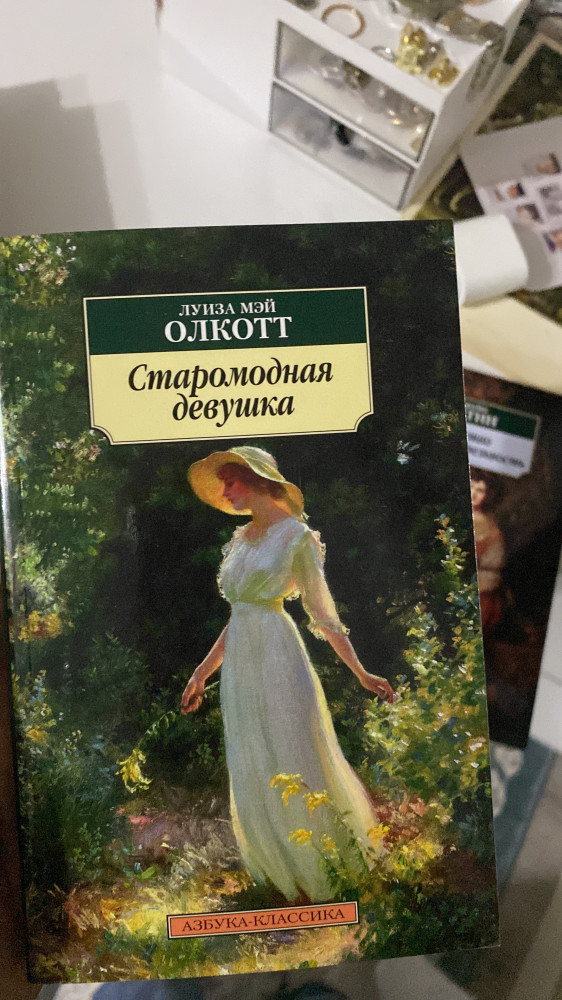 ЛУИЗА МЭЙ
ОЛКОТТ
Старомодная
девушка
АЗБУКА-КЛАССИКА